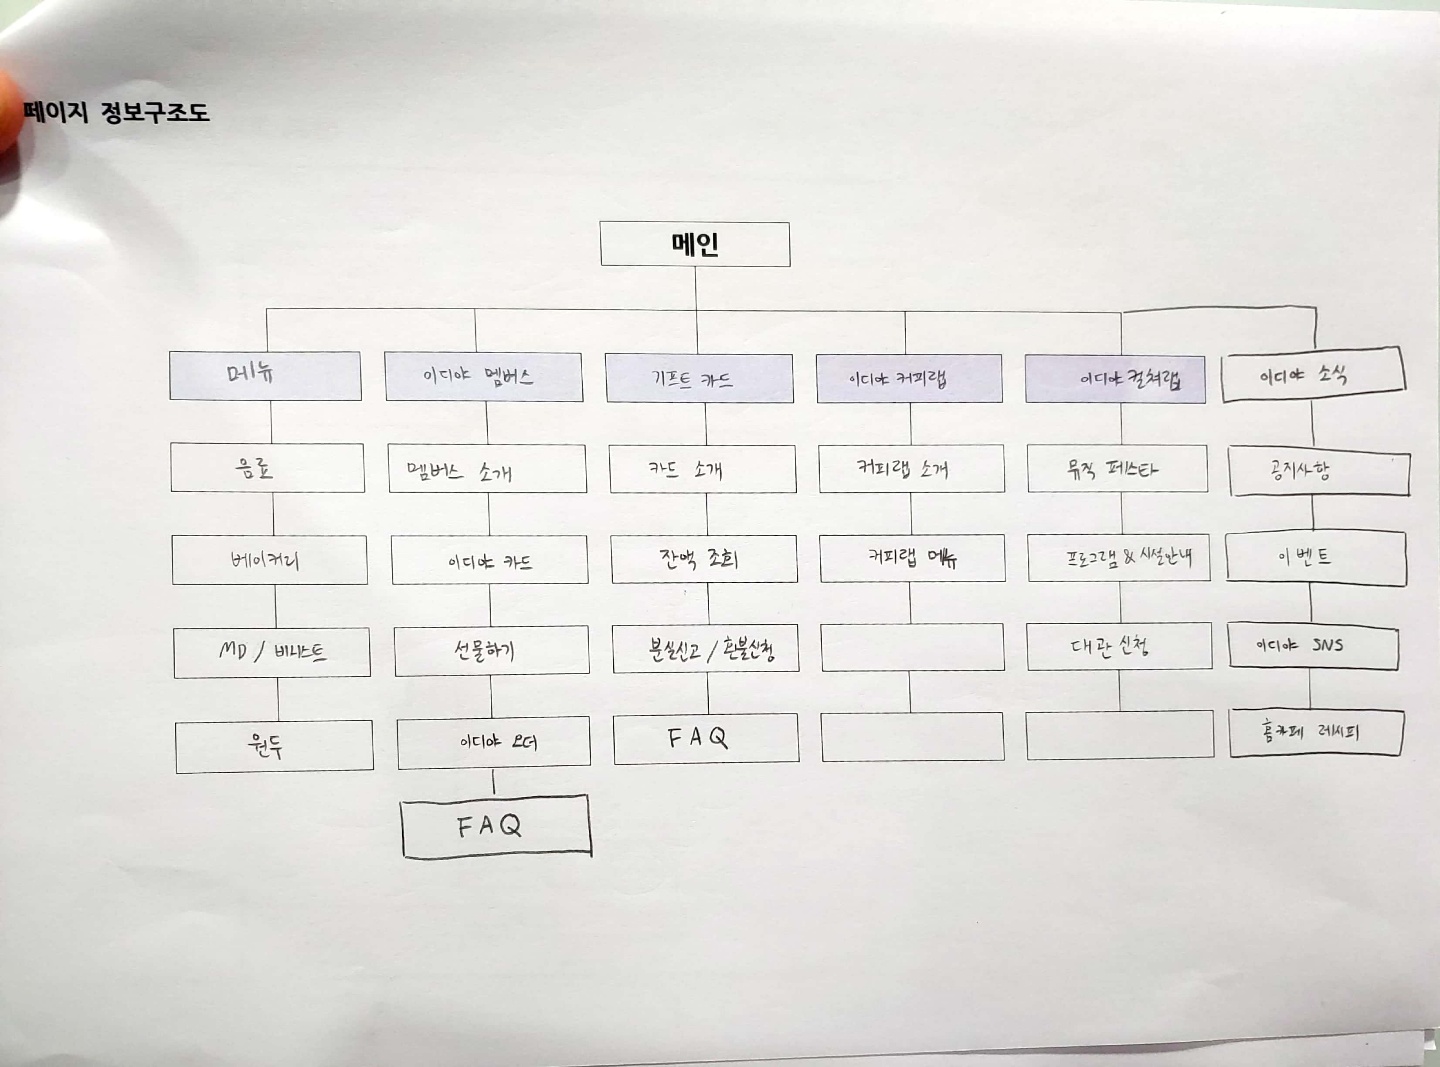 페이지 정보구조도
메인
메뉴
이디야 멤버스
기프트 카드
이디야 커피랩
이디야 컬쳐랩
이디야 소식
음료
멤버스 소개
카드 소개
커피랩 소개
뮤직 페스타
공지사항
베이커리
이디야 카드
잔액 조회
커피랩 메뉴
프로그램 & 시설안내
이벤트
MD / 비니스트
선물하기
분실신고 / 환불신청
대관 신청
이디야 SNS
원두
이디야 오더
FAQ
홈카페 레시피
FAQ